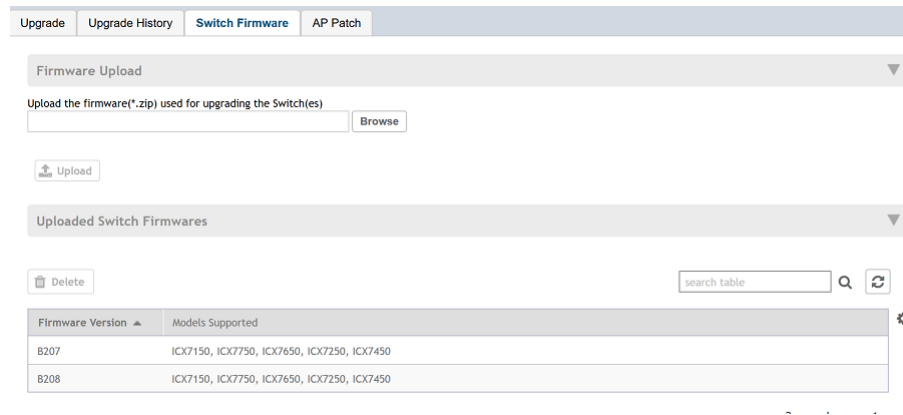 Upgrade Upgrade History Switch Firmware AP Patch
Firmware Upload
Upload the firmware(*.zip) used for upgrading the Switch(es)
Browse
Upload
Uploaded Switch Firmwares
Delete search table
Firmware Version Models Supported
B207 ICX7150, ICX7750, ICX7650, ICX7250, ICX7450
B208 ICX7150, ICX7750, ICX7650, ICX7250, ICX7450